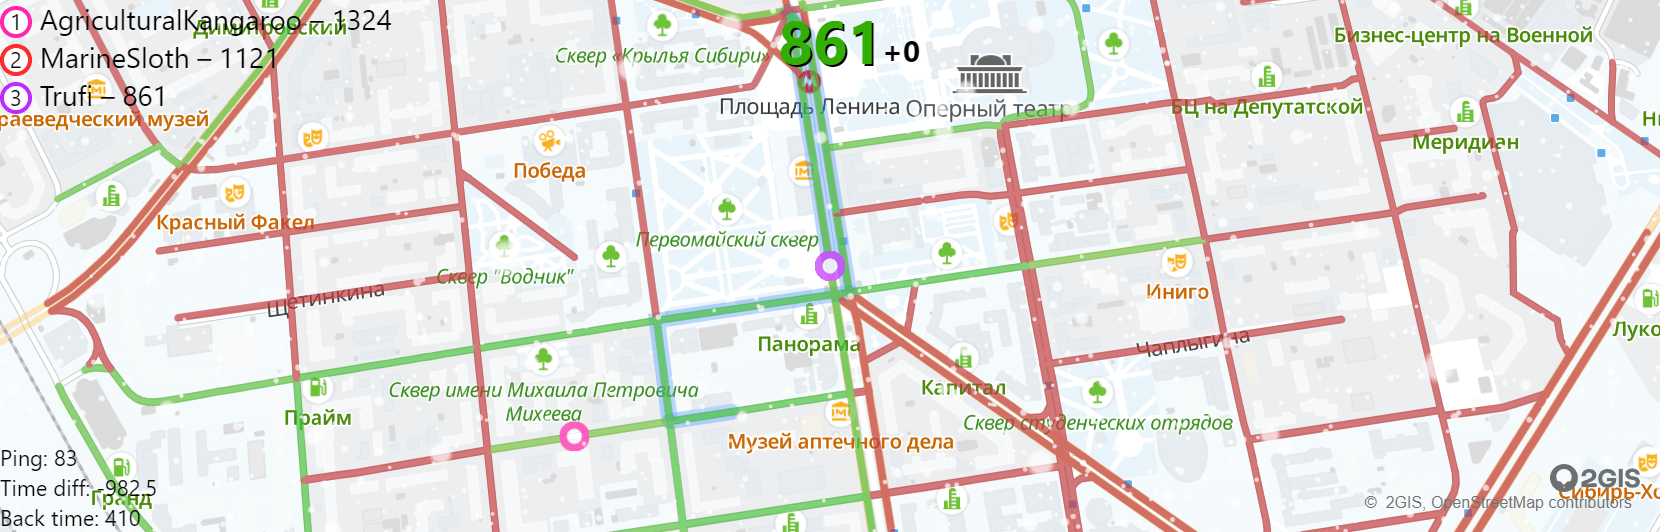 1 AgriculturalKangaroo – 1324
2 MarineSloth – 1121
3 Trufi – 861
861 +0
Димитровский
Сквер «Крылья Сибири»
Площадь Ленина
Оперный театр
Бизнес-центр на Военной
БЦ на Депутатской
Меридиан
раеведческий музей
Победа
Красный Факел
Первомайский сквер
Сквер "Водник"
Щетинкина
Иниго
Панорама
Чаплыгина
Луко
Капитал
Прайм
Сквер имени Михаила Петровича
Михеева
Сквер студенческих отрядов
Музей аптечного дела
Гранд
Сибирь-Хо
Ни
Ping: 83
Time diff: -982.5
Back time: 410
2GIS
© 2GIS, OpenStreetMap contributors